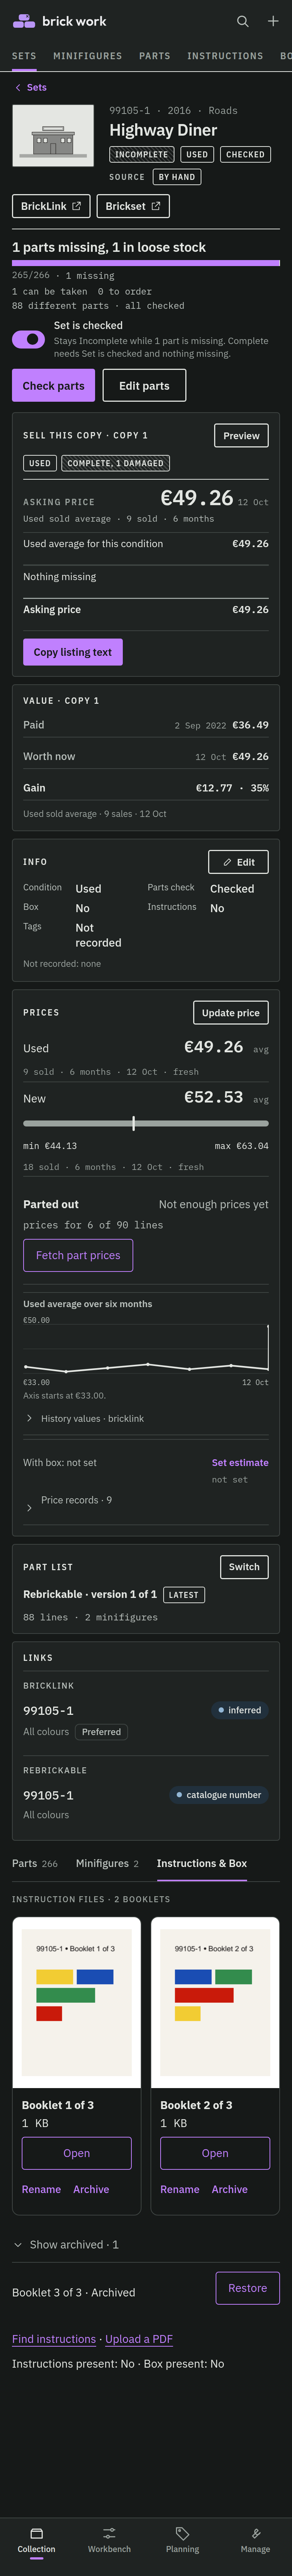 brick work
SETS MINIFIGURES PARTS INSTRUCTIONS BO
Sets
99105-1 · 2016 · Roads
Highway Diner
INCOMPLETE USED CHECKED
SOURCE BY HAND
BrickLink Brickset
1 parts missing, 1 in loose stock
265/266 · 1 missing
1 can be taken 0 to order
88 different parts · all checked
Set is checked
Stays Incomplete while 1 part is missing. Complete
needs Set is checked and nothing missing.
Check parts Edit parts
SELL THIS COPY · COPY 1 Preview
USED COMPLETE, 1 DAMAGED
ASKING PRICE €49.26 12 Oct
Used sold average · 9 sold · 6 months
Used average for this condition €49.26
Nothing missing
Asking price €49.26
Copy listing text
VALUE · COPY 1
Paid 2 Sep 2022 €36.49
Worth now 12 Oct €49.26
Gain €12.77 · 35%
Used sold average · 9 sales · 12 Oct
INFO Edit
Condition Used Parts check Checked
Box No Instructions No
Tags Not
recorded
Not recorded: none
PRICES Update price
Used €49.26 avg
9 sold · 6 months · 12 Oct · fresh
New €52.53 avg
min €44.13 max €63.04
18 sold · 6 months · 12 Oct · fresh
Parted out Not enough prices yet
prices for 6 of 90 lines
Fetch part prices
Used average over six months
€50.00
€33.00 12 Oct
Axis starts at €33.00.
History values · bricklink
With box: not set Set estimate
not set
Price records · 9
PART LIST Switch
Rebrickable · version 1 of 1 LATEST
88 lines · 2 minifigures
LINKS
BRICKLINK
99105-1 inferred
All colours Preferred
REBRICKABLE
99105-1 catalogue number
All colours
Parts 266 Minifigures 2 Instructions & Box
INSTRUCTION FILES · 2 BOOKLETS
99105-1 • Booklet 1 of 3 99105-1 • Booklet 2 of 3
Booklet 1 of 3 Booklet 2 of 3
1 KB 1 KB
Open Open
Rename Archive Rename Archive
Show archived · 1
Booklet 3 of 3 · Archived Restore
Find instructions · Upload a PDF
Instructions present: No · Box present: No
Collection Workbench Planning Manage